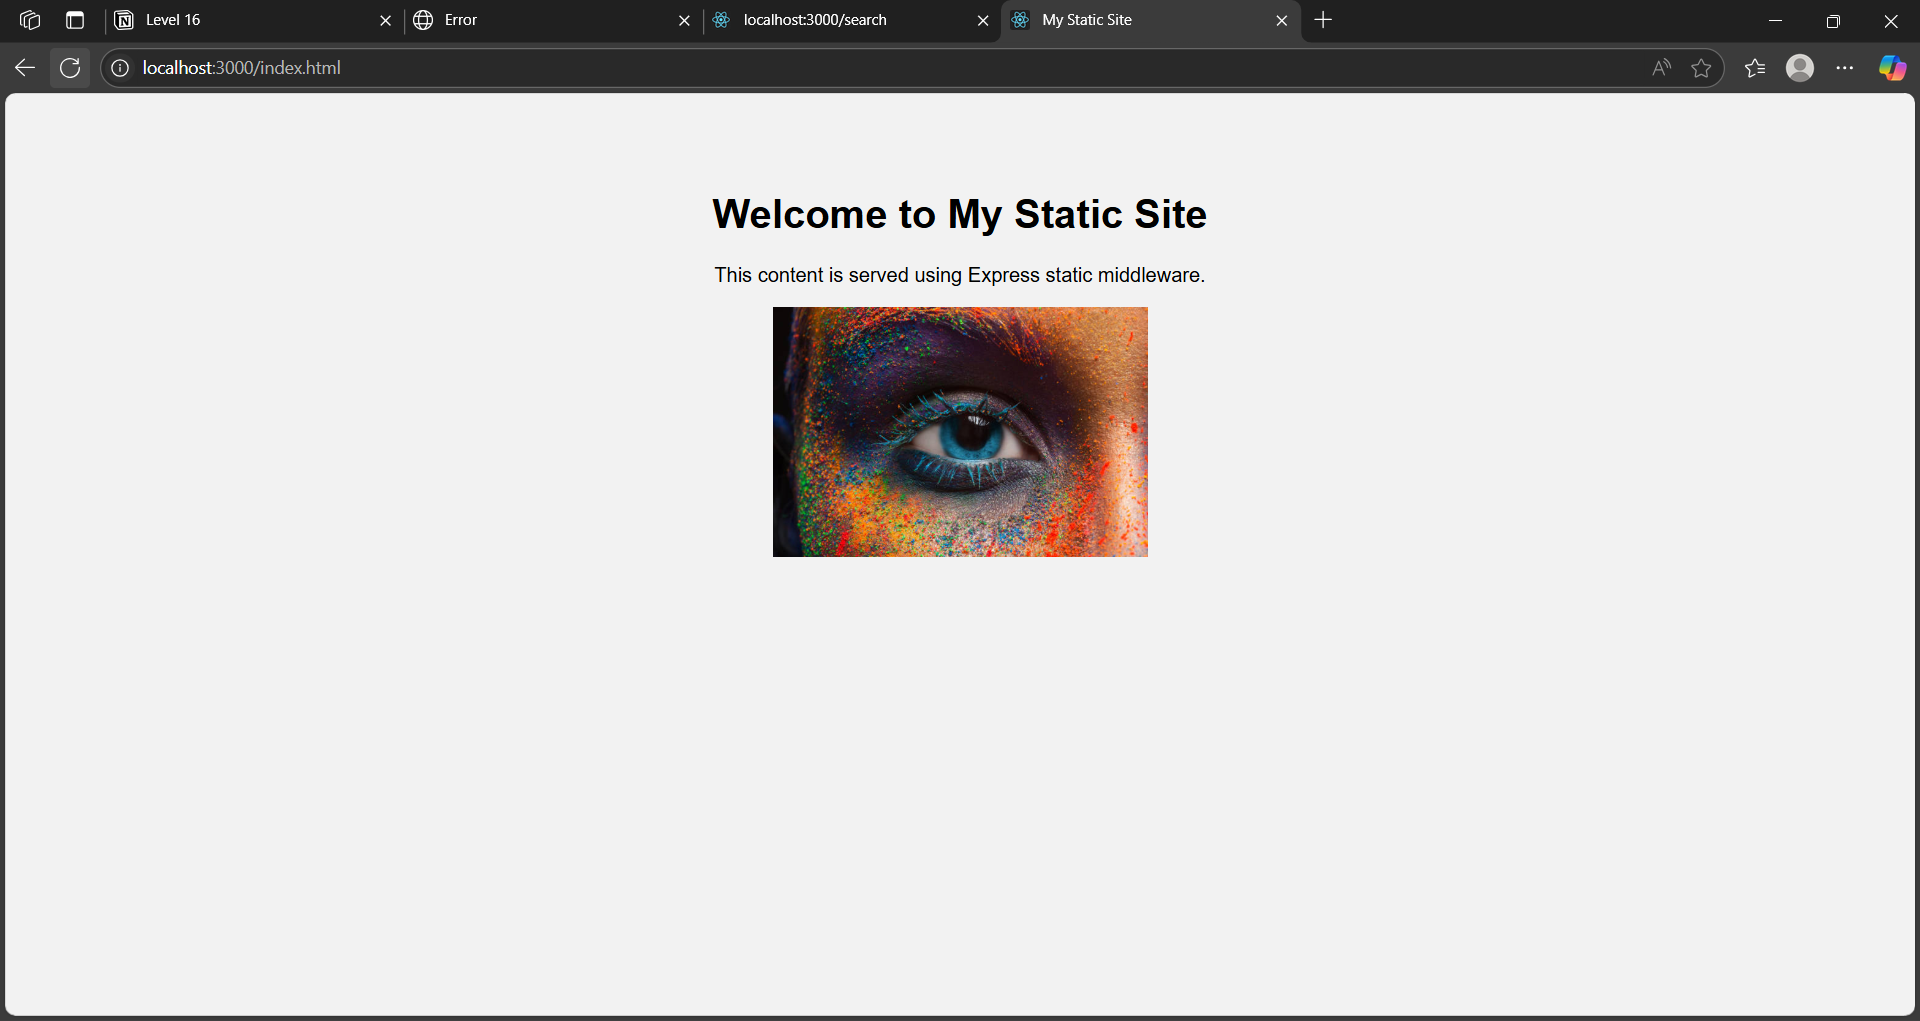 Level 16
Error
localhost:3000/search
My Static Site
localhost:3000/index.html
Welcome to My Static Site
This content is served using Express static middleware.